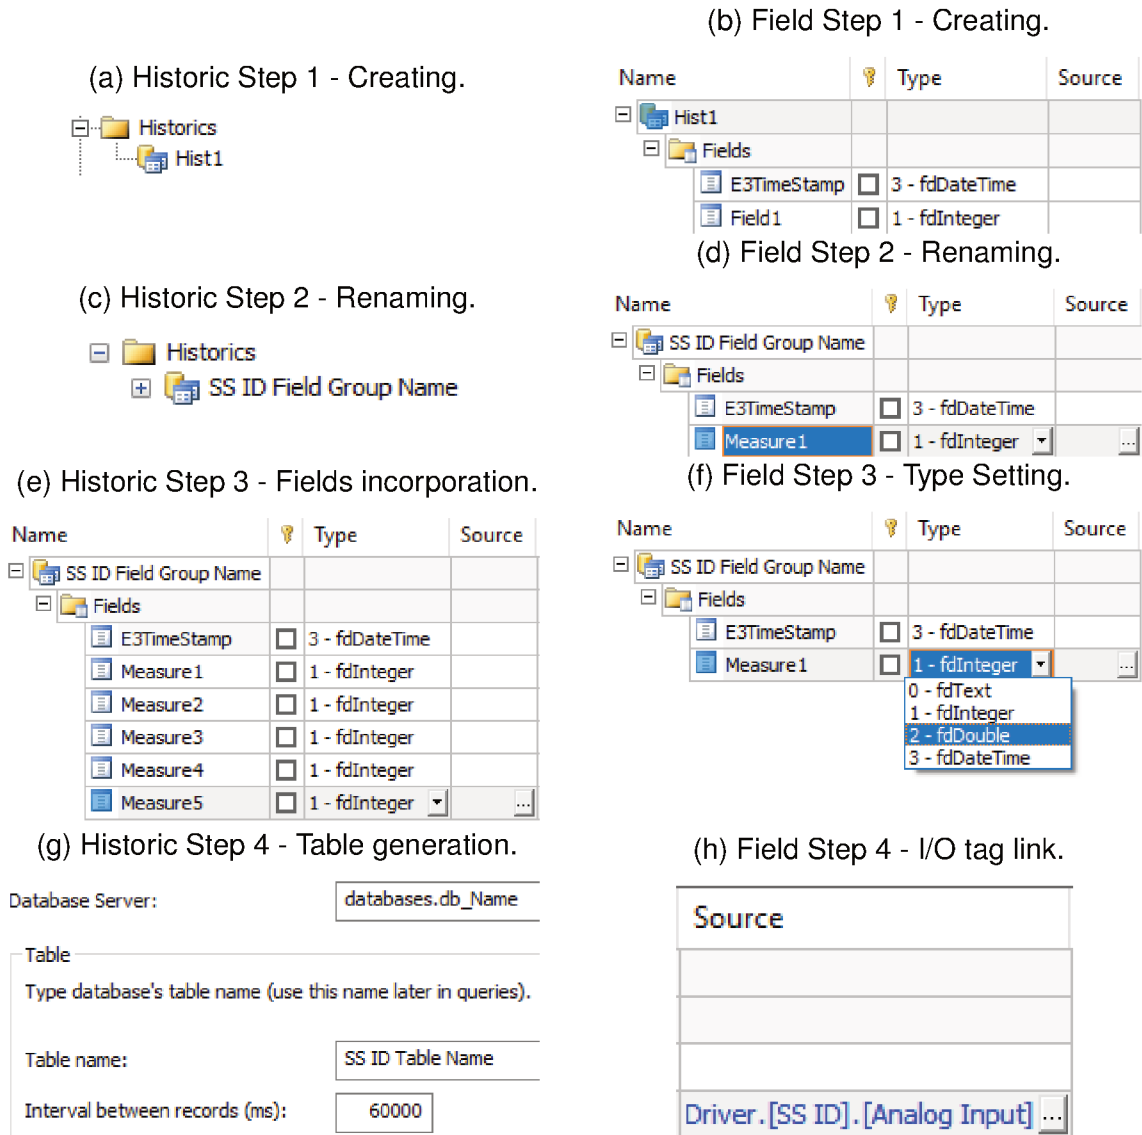 (a) Historic Step 1 - Creating.
Historics
Hist1
(b) Field Step 1 - Creating.
Name Type Source
Hist1
Fields
E3TimeStamp 3 - fdDateTime
Field1 1 - fdInteger
(c) Historic Step 2 - Renaming.
Historics
SS ID Field Group Name
(d) Field Step 2 - Renaming.
Name Type Source
SS ID Field Group Name
Fields
E3TimeStamp 3 - fdDateTime
Measure1 1 - fdInteger ...
(e) Historic Step 3 - Fields incorporation.
Name Type Source
SS ID Field Group Name
Fields
E3TimeStamp 3 - fdDateTime
Measure1 1 - fdInteger
Measure2 1 - fdInteger
Measure3 1 - fdInteger
Measure4 1 - fdInteger
Measure5 1 - fdInteger ...
(f) Field Step 3 - Type Setting.
Name Type Source
SS ID Field Group Name
Fields
E3TimeStamp 3 - fdDateTime
Measure1 1 - fdInteger ...
0 - fdText
1 - fdInteger
2 - fdDouble
3 - fdDateTime
(g) Historic Step 4 - Table generation.
Database Server: databases.db_Name
Table
Type database's table name (use this name later in queries).
Table name: SS ID Table Name
Interval between records (ms): 60000
(h) Field Step 4 - I/O tag link.
Source
Driver.[SS ID].[Analog Input] ...